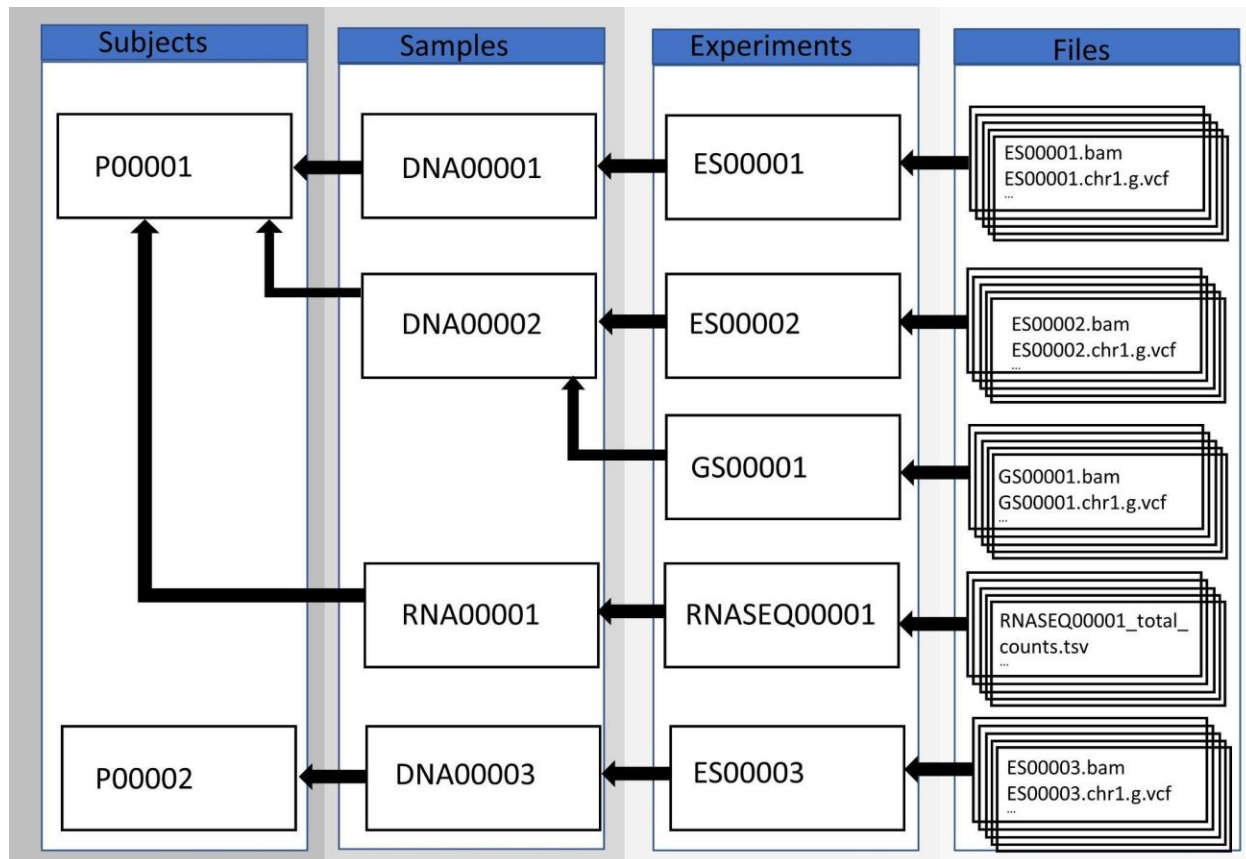 Subjects
Samples
Experiments
Files
P00001
DNA00001
ES00001
ES00001.bam
ES00001.chr1.g.vcf
...
DNA00002
ES00002
ES00002.bam
ES00002.chr1.g.vcf
...
GS00001
GS00001.bam
GS00001.chr1.g.vcf
...
RNA00001
RNASEQ00001
RNASEQ00001_total_
counts.tsv
...
P00002
DNA00003
ES00003
ES00003.bam
ES00003.chr1.g.vcf
...